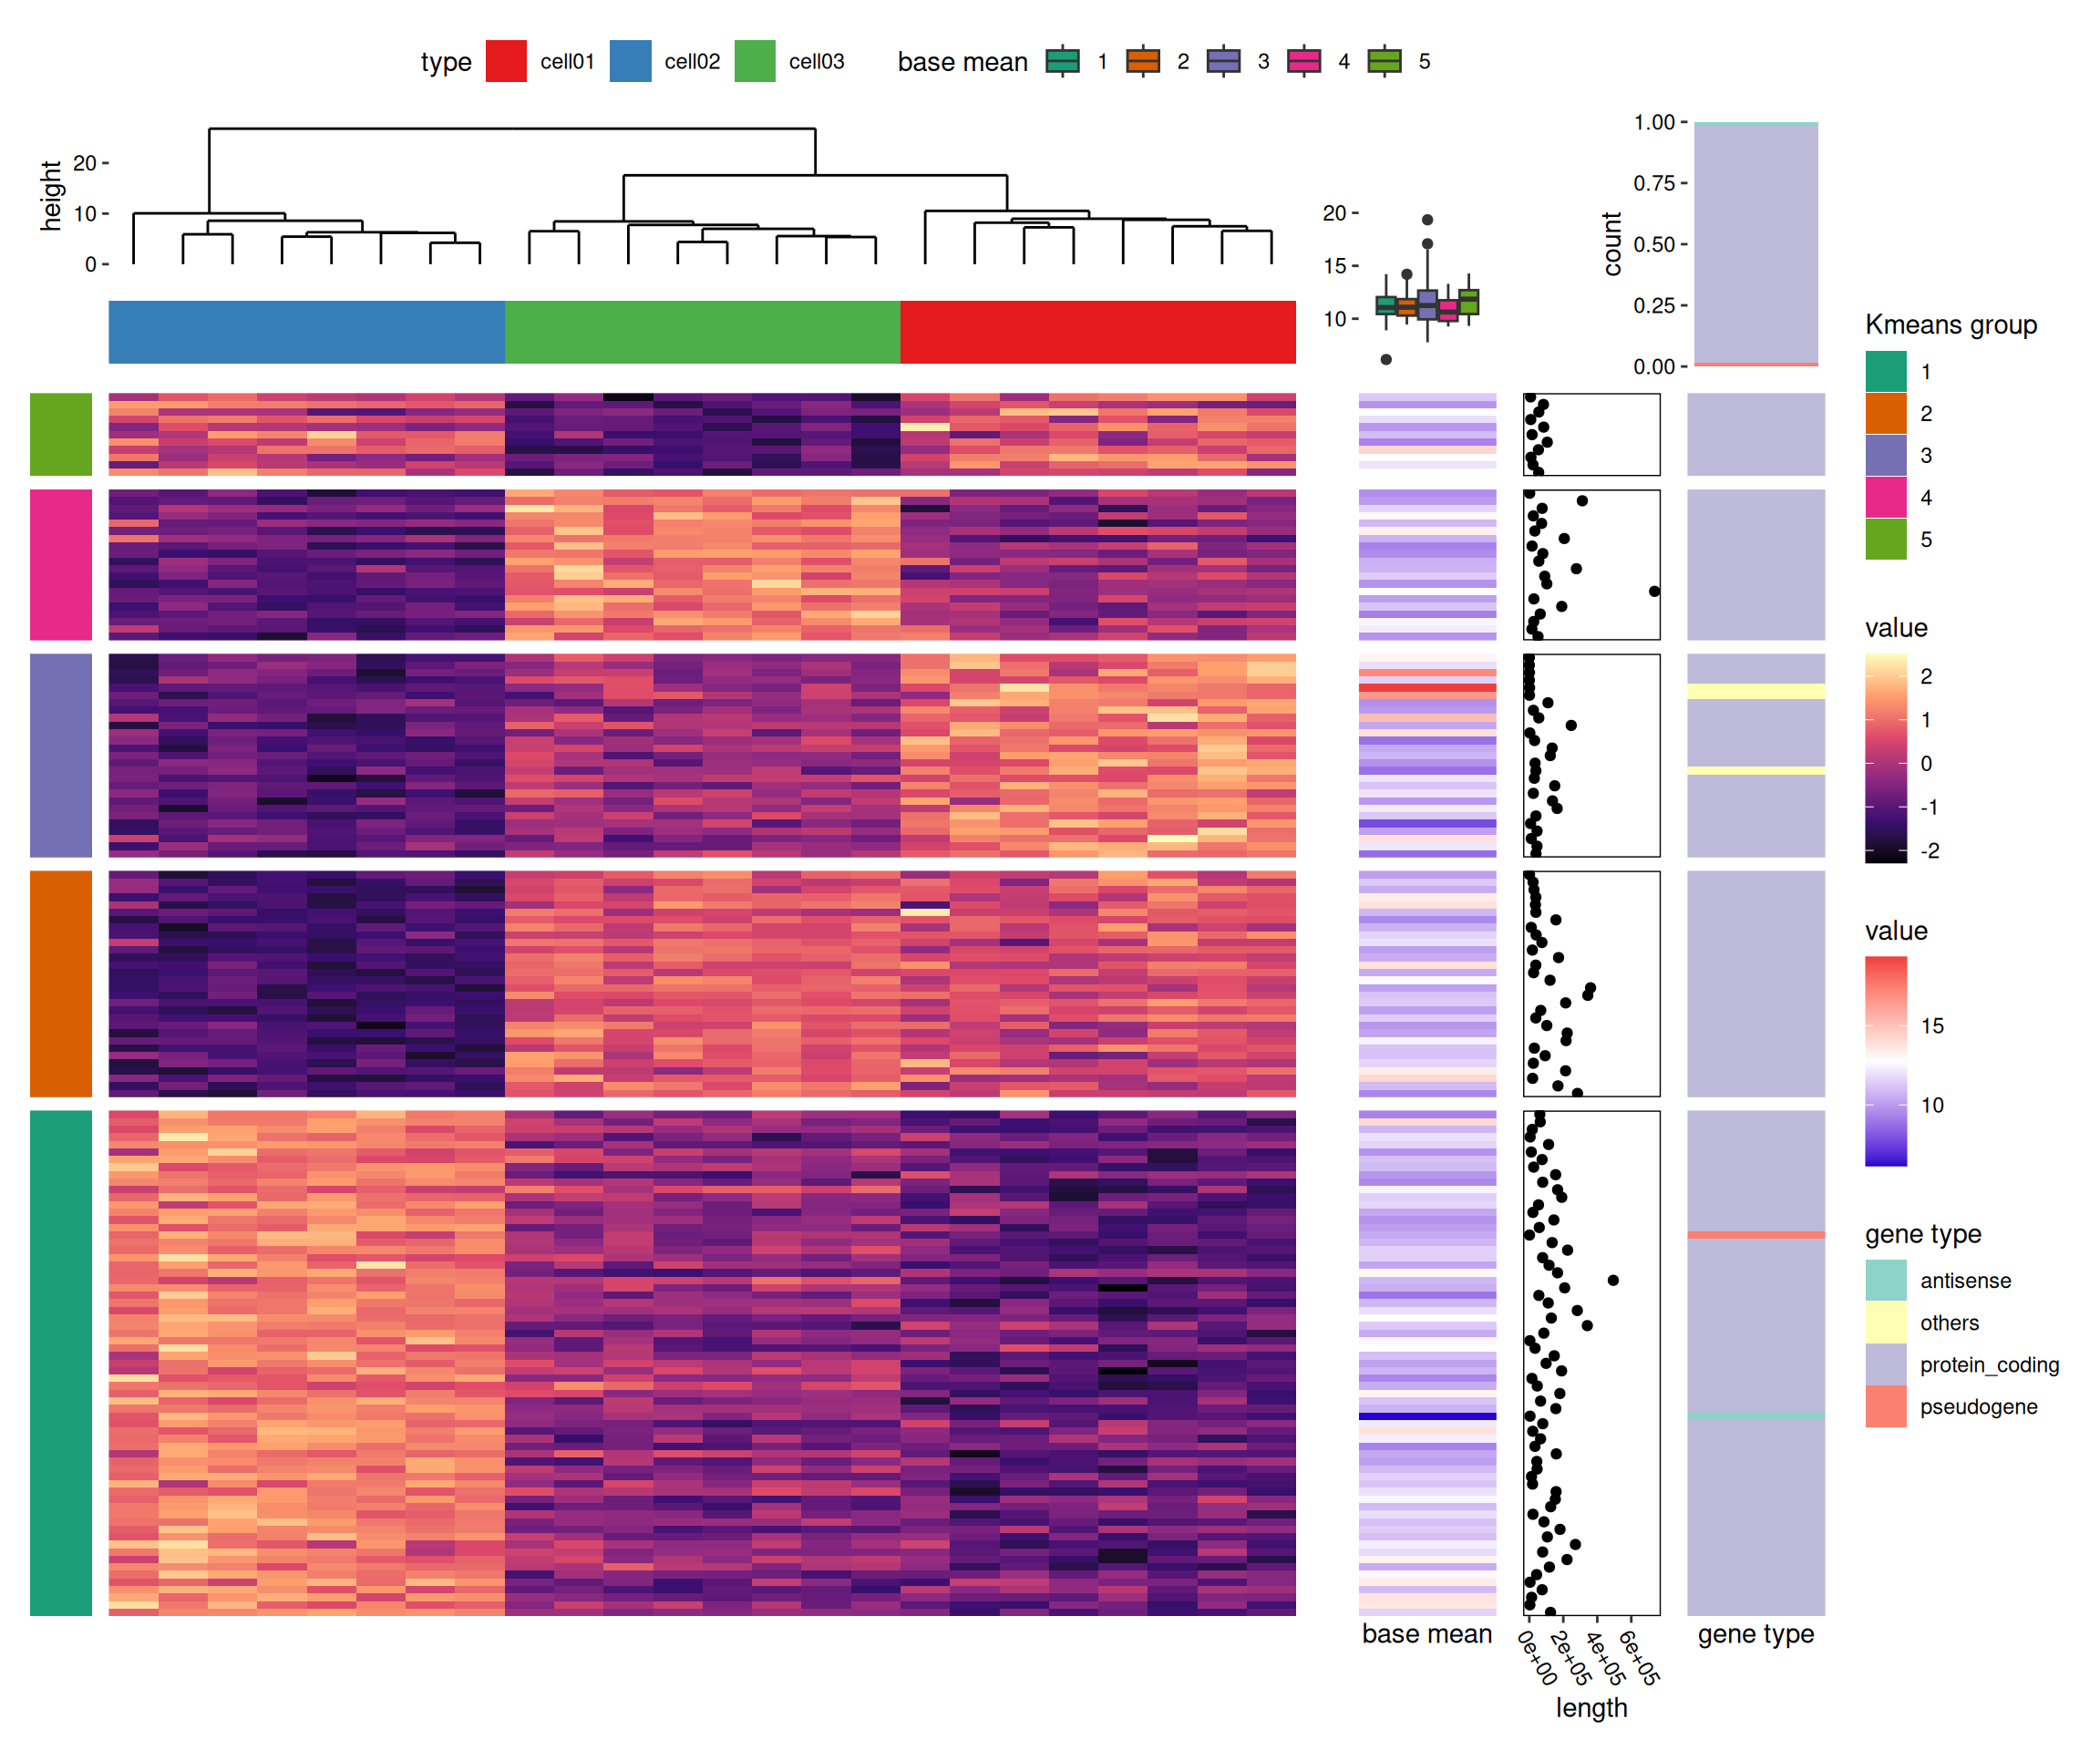 type cell01 cell02 cell03 base mean 1 2 3 4 5
height
20
10
0
20
15
10
count
1.00
0.75
0.50
0.25
0.00
Kmeans group
1
2
3
4
5
value
2
1
0
-1
-2
value
15
10
gene type
antisense
others
protein_coding
pseudogene
base mean
0e+00
2e+05
4e+05
6e+05
length
gene type